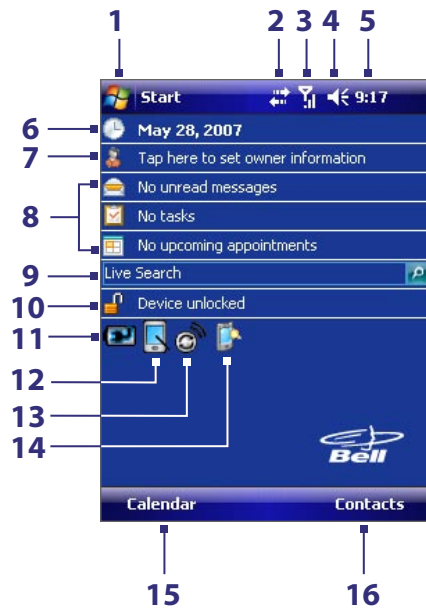 1 2 3 4 5
Start 9:17
6 May 28, 2007
7 Tap here to set owner information
No unread messages
8 No tasks
No upcoming appointments
9 Live Search
10 Device unlocked
11
12
13
14
Bell
Calendar Contacts
15 16